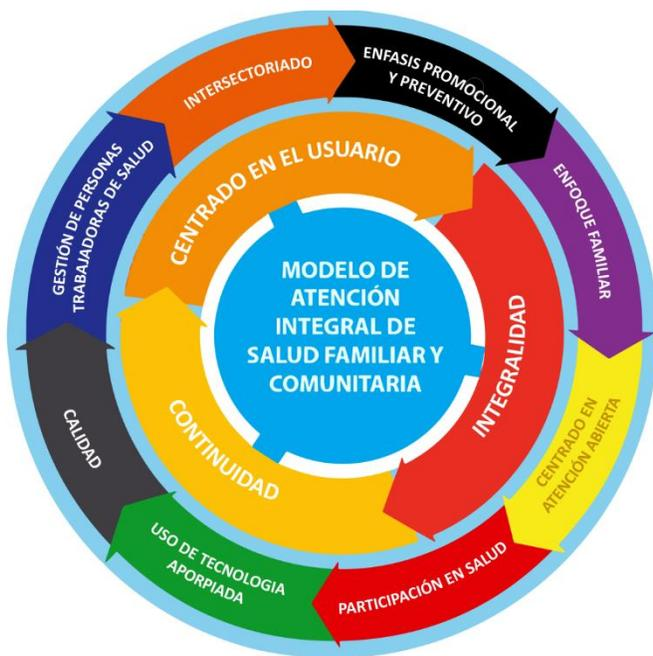 MODELO DE
ATENCIÓN
INTEGRAL DE
SALUD FAMILIAR Y
COMUNITARIA
CENTRADO EN EL USUARIO
INTEGRALIDAD
CONTINUIDAD
INTERSECTORIADO
ENFASIS PROMOCIONAL
Y PREVENTIVO
ENFOQUE FAMILIAR
CENTRADO EN
ATENCIÓN ABIERTA
PARTICIPACIÓN EN SALUD
USO DE TECNOLOGIA
APORPIADA
CALIDAD
GESTIÓN DE PERSONAS
TRABAJADORAS DE SALUD